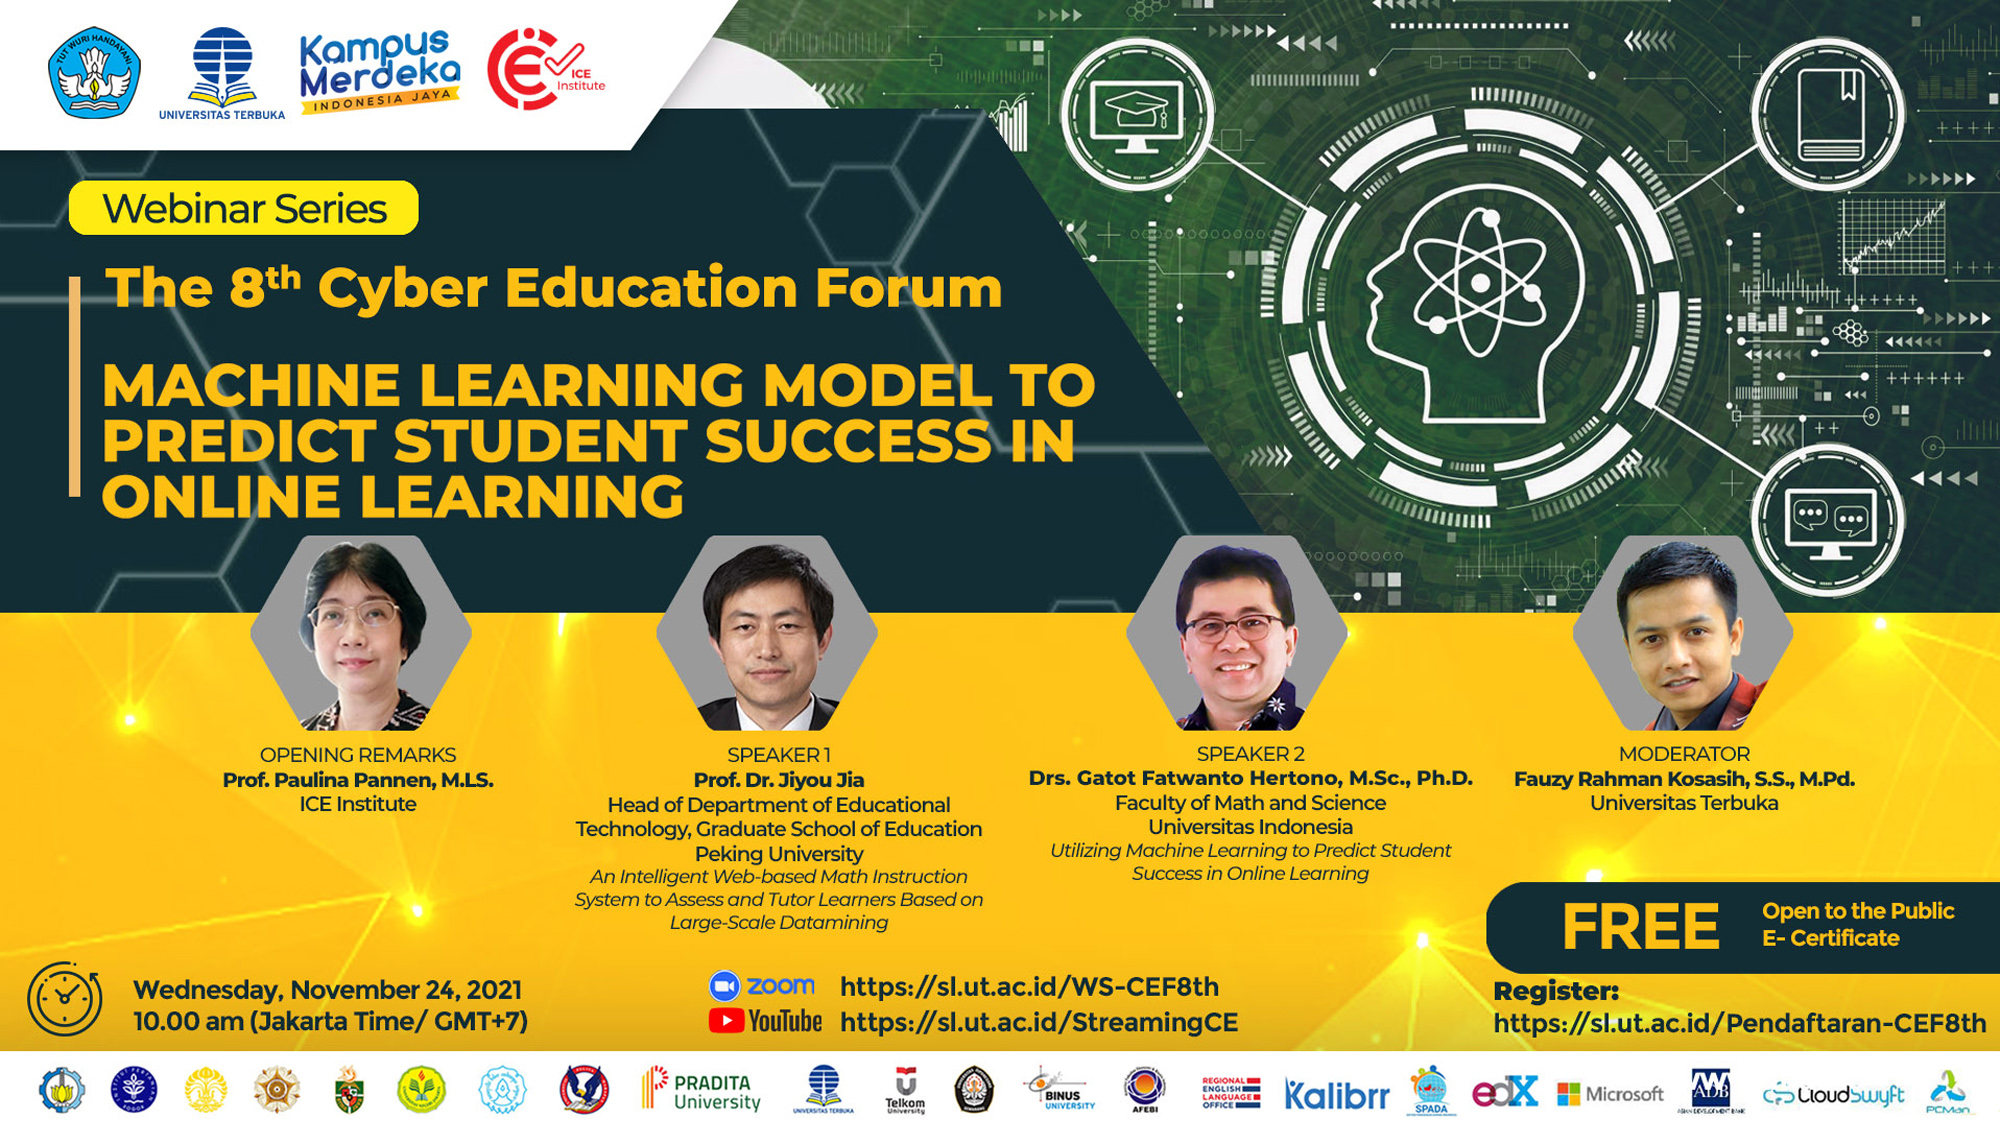 TUT WURI HANDAYANI
UNIVERSITAS TERBUKA
Kampus
Merdeka
INDONESIA JAYA
ICE
Institute
Webinar Series
The 8th Cyber Education Forum
MACHINE LEARNING MODEL TO
PREDICT STUDENT SUCCESS IN
ONLINE LEARNING
OPENING REMARKS
Prof. Paulina Pannen, M.LS.
ICE Institute
SPEAKER 1
Prof. Dr. Jiyou Jia
Head of Department of Educational
Technology, Graduate School of Education
Peking University
An Intelligent Web-based Math Instruction
System to Assess and Tutor Learners Based on
Large-Scale Datamining
SPEAKER 2
Drs. Gatot Fatwanto Hertono, M.Sc., Ph.D.
Faculty of Math and Science
Universitas Indonesia
Utilizing Machine Learning to Predict Student
Success in Online Learning
MODERATOR
Fauzy Rahman Kosasih, S.S., M.Pd.
Universitas Terbuka
FREE
Open to the Public
E- Certificate
Wednesday, November 24, 2021
10.00 am (Jakarta Time/ GMT+7)
zoom https://sl.ut.ac.id/WS-CEF8th
YouTube https://sl.ut.ac.id/StreamingCE
Register:
https://sl.ut.ac.id/Pendaftaran-CEF8th
PRADITA
University
UNIVERSITAS TERBUKA
Telkom
University
BINUS
UNIVERSITY
AFEBI
REGIONAL
ENGLISH
LANGUAGE
OFFICE
Kalibrr
SPADA
edX
Microsoft
ADB
ASIAN DEVELOPMENT BANK
CloudSwyft
PCMan